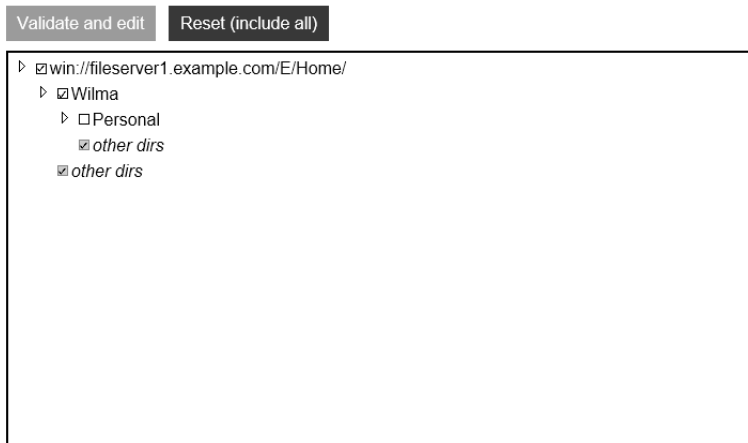 Validate and edit Reset (include all)
win://fileserver1.example.com/E/Home/
Wilma
Personal
other dirs
other dirs